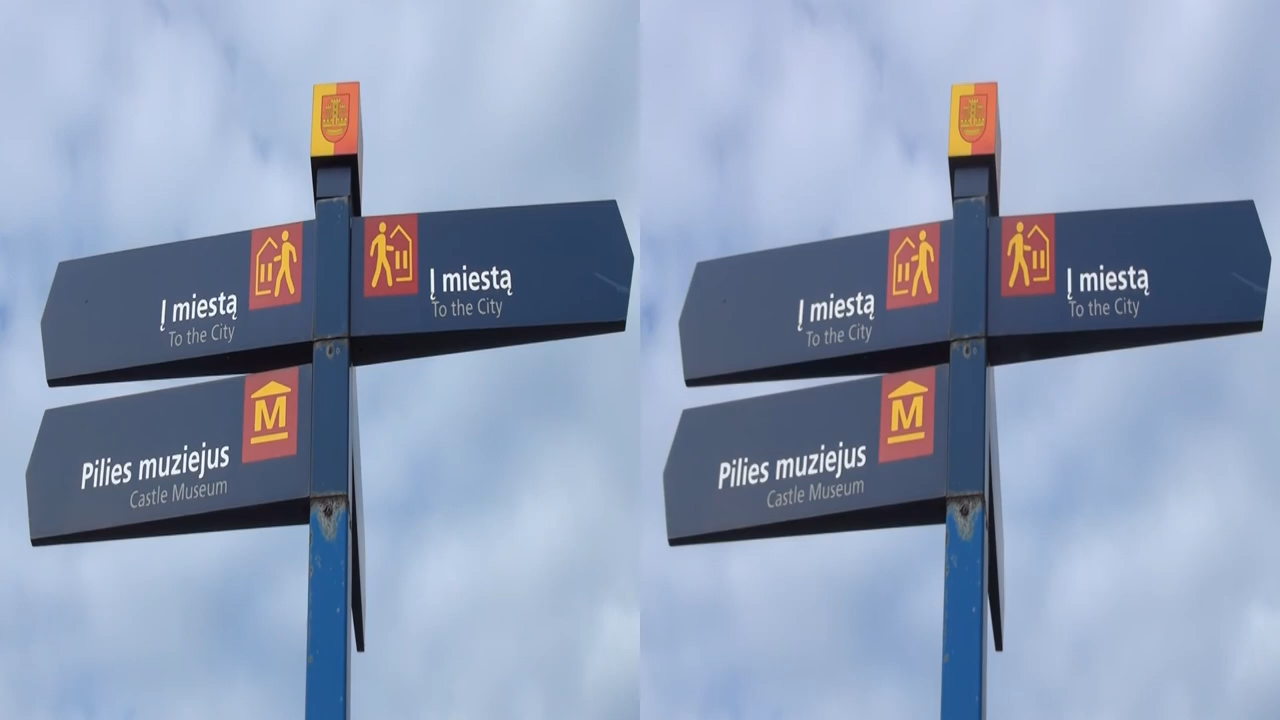 Į miestą
To the City
Į miestą
To the City
M
Pilies muziejus
Castle Museum
Į miestą
To the City
Į miestą
To the City
M
Pilies muziejus
Castle Museum